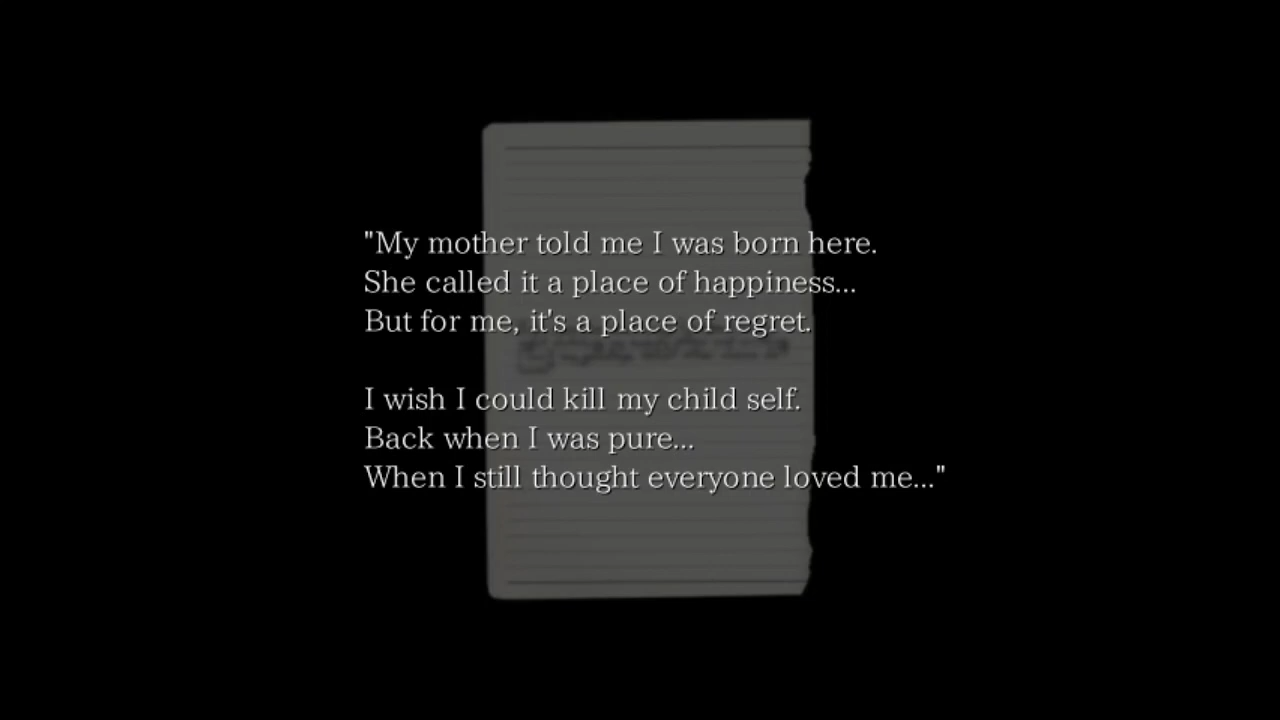 "My mother told me I was born here.
She called it a place of happiness...
But for me, it's a place of regret.
I wish I could kill my child self.
Back when I was pure...
When I still thought everyone loved me..."